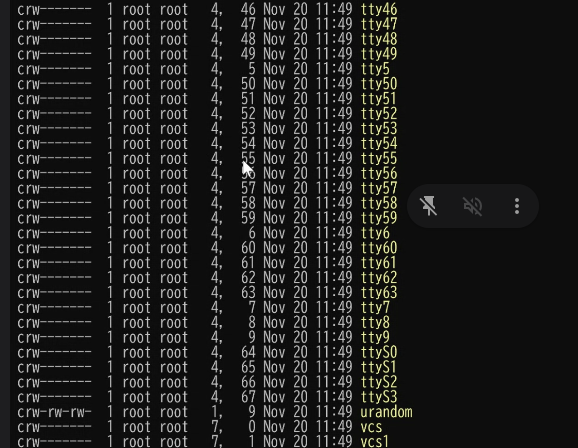 crw------- 1 root root 4, 46 Nov 20 11:49 tty46
crw------- 1 root root 4, 47 Nov 20 11:49 tty47
crw------- 1 root root 4, 48 Nov 20 11:49 tty48
crw------- 1 root root 4, 49 Nov 20 11:49 tty49
crw------- 1 root root 4, 5 Nov 20 11:49 tty5
crw------- 1 root root 4, 50 Nov 20 11:49 tty50
crw------- 1 root root 4, 51 Nov 20 11:49 tty51
crw------- 1 root root 4, 52 Nov 20 11:49 tty52
crw------- 1 root root 4, 53 Nov 20 11:49 tty53
crw------- 1 root root 4, 54 Nov 20 11:49 tty54
crw------- 1 root root 4, 55 Nov 20 11:49 tty55
crw------- 1 root root 4, 56 Nov 20 11:49 tty56
crw------- 1 root root 4, 57 Nov 20 11:49 tty57
crw------- 1 root root 4, 58 Nov 20 11:49 tty58
crw------- 1 root root 4, 59 Nov 20 11:49 tty59
crw------- 1 root root 4, 6 Nov 20 11:49 tty6
crw------- 1 root root 4, 60 Nov 20 11:49 tty60
crw------- 1 root root 4, 61 Nov 20 11:49 tty61
crw------- 1 root root 4, 62 Nov 20 11:49 tty62
crw------- 1 root root 4, 63 Nov 20 11:49 tty63
crw------- 1 root root 4, 7 Nov 20 11:49 tty7
crw------- 1 root root 4, 8 Nov 20 11:49 tty8
crw------- 1 root root 4, 9 Nov 20 11:49 tty9
crw------- 1 root root 4, 64 Nov 20 11:49 ttyS0
crw------- 1 root root 4, 65 Nov 20 11:49 ttyS1
crw------- 1 root root 4, 66 Nov 20 11:49 ttyS2
crw------- 1 root root 4, 67 Nov 20 11:49 ttyS3
crw-rw-rw- 1 root root 1, 9 Nov 20 11:49 urandom
crw------- 1 root root 7, 0 Nov 20 11:49 vcs
crw------- 1 root root 7, 1 Nov 20 11:49 vcs1